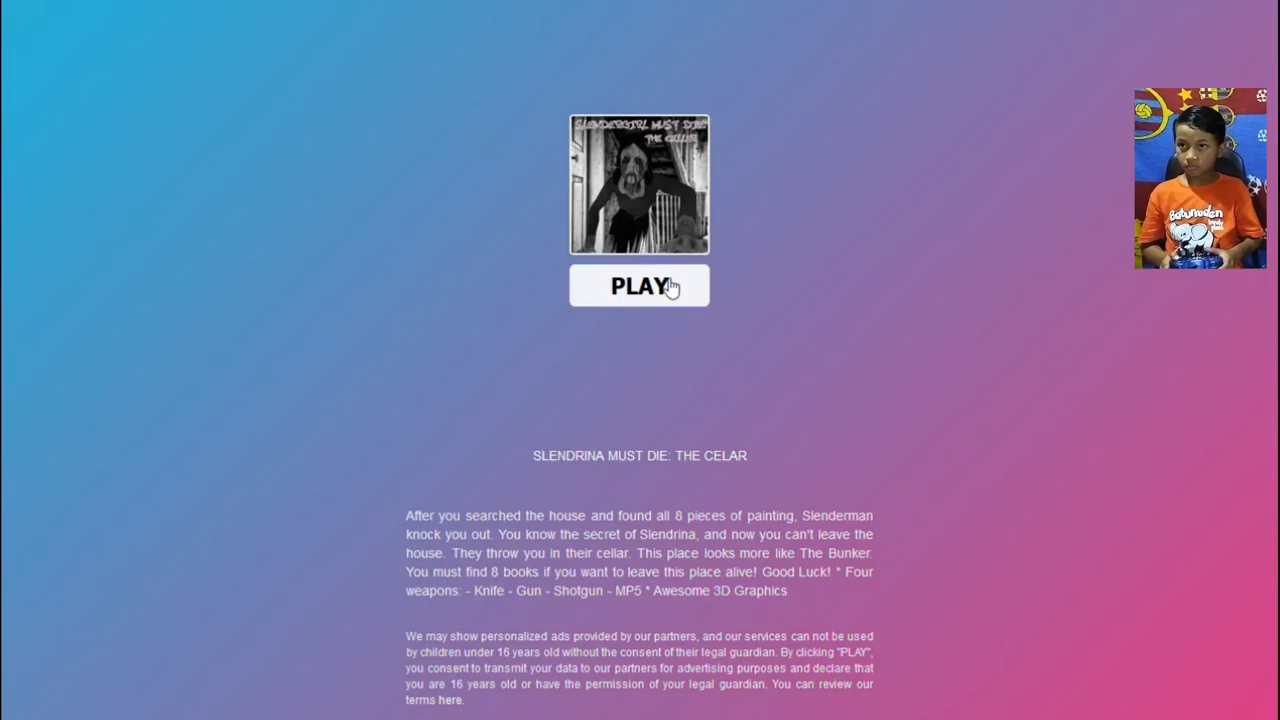 SLENDERGIRL MUST DIE
THE CELLAR
PLAY
Baturraden
SLENDRINA MUST DIE: THE CELAR
After you searched the house and found all 8 pieces of painting, Slenderman
knock you out. You know the secret of Slendrina, and now you can't leave the
house. They throw you in their cellar. This place looks more like The Bunker.
You must find 8 books if you want to leave this place alive! Good Luck! * Four
weapons: - Knife - Gun - Shotgun - MP5 * Awesome 3D Graphics
We may show personalized ads provided by our partners, and our services can not be used
by children under 16 years old without the consent of their legal guardian. By clicking "PLAY",
you consent to transmit your data to our partners for advertising purposes and declare that
you are 16 years old or have the permission of your legal guardian. You can review our
terms here.